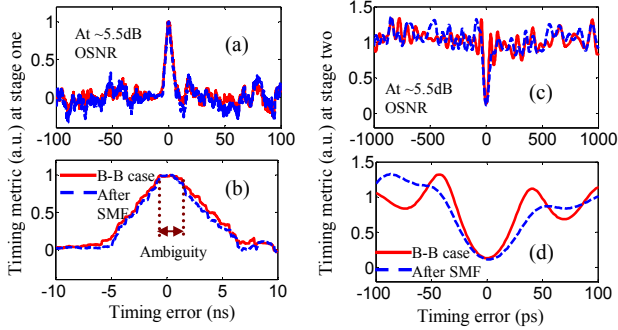 Timing metric (a.u.) at stage one
At ~5.5dB
OSNR
(a)
1
0.5
0
-100
-50
0
50
100
B-B case
After
SMF
(b)
Ambiguity
1
0.5
0
-10
-5
0
5
10
Timing error (ns)
Timing metric (a.u.) at stage two
1.5
1
0.5
0
At ~5.5dB
OSNR
(c)
-1000
0
1000
1.5
1
0.5
0
B-B case
After SMF
(d)
-100
-50
0
50
100
Timing error (ps)